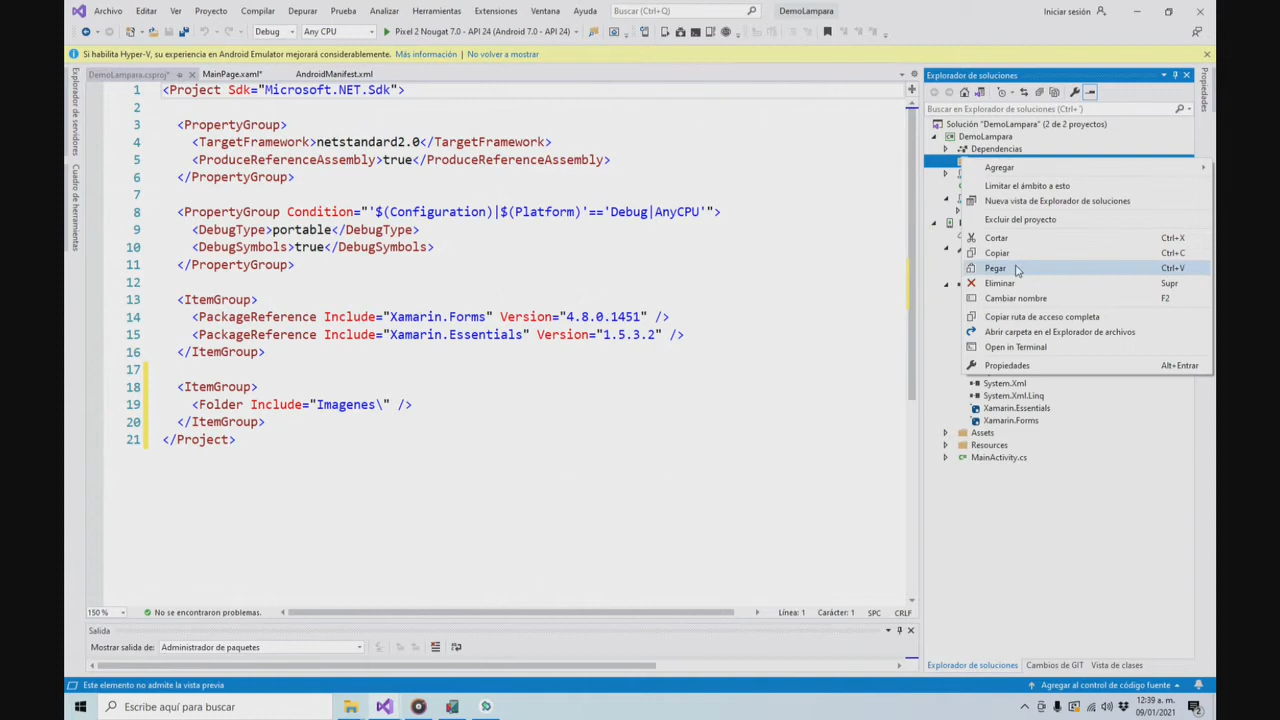 Archivo Editar Ver Proyecto Compilar Depurar Prueba Analizar Herramientas Extensiones Ventana Ayuda Buscar (Ctrl+Q) DemoLampara Iniciar sesión
Debug Any CPU Pixel 2 Nougat 7.0 - API 24 (Android 7.0 - API 24)
Si habilita Hyper-V, su experiencia en Android Emulator mejorará considerablemente. Más información No volver a mostrar
Explorador de servidores
Cuadro de herramientas
DemoLampara.csproj* MainPage.xaml* AndroidManifest.xml
1 <Project Sdk="Microsoft.NET.Sdk">
2
3 <PropertyGroup>
4 <TargetFramework>netstandard2.0</TargetFramework>
5 <ProduceReferenceAssembly>true</ProduceReferenceAssembly>
6 </PropertyGroup>
7
8 <PropertyGroup Condition="'$(Configuration)|$(Platform)'=='Debug|AnyCPU'">
9 <DebugType>portable</DebugType>
10 <DebugSymbols>true</DebugSymbols>
11 </PropertyGroup>
12
13 <ItemGroup>
14 <PackageReference Include="Xamarin.Forms" Version="4.8.0.1451" />
15 <PackageReference Include="Xamarin.Essentials" Version="1.5.3.2" />
16 </ItemGroup>
17
18 <ItemGroup>
19 <Folder Include="Imagenes\" />
20 </ItemGroup>
21 </Project>
150 % No se encontraron problemas. Línea: 1 Carácter: 1 SPC CRLF
Salida
Mostrar salida de: Administrador de paquetes
Explorador de soluciones
Propiedades
Buscar en Explorador de soluciones (Ctrl+')
Solución "DemoLampara" (2 de 2 proyectos)
DemoLampara
Dependencias
Agregar
Limitar el ámbito a esto
Nueva vista de Explorador de soluciones
Excluir del proyecto
Cortar Ctrl+X
Copiar Ctrl+C
Pegar Ctrl+V
Eliminar Supr
Cambiar nombre F2
Copiar ruta de acceso completa
Abrir carpeta en el Explorador de archivos
Open in Terminal
Propiedades Alt+Entrar
System.Xml
System.Xml.Linq
Xamarin.Essentials
Xamarin.Forms
Assets
Resources
MainActivity.cs
Explorador de soluciones Cambios de GIT Vista de clases
Este elemento no admite la vista previa Agregar al control de código fuente
Escribe aquí para buscar
12:39 a. m.
09/01/2021
2